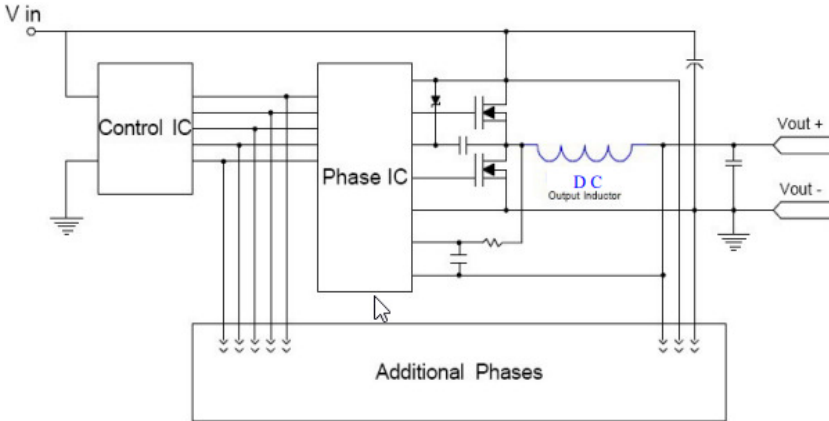 V in
Control IC
Phase IC
Vout +
D C
Output Inductor
Vout -
Additional Phases